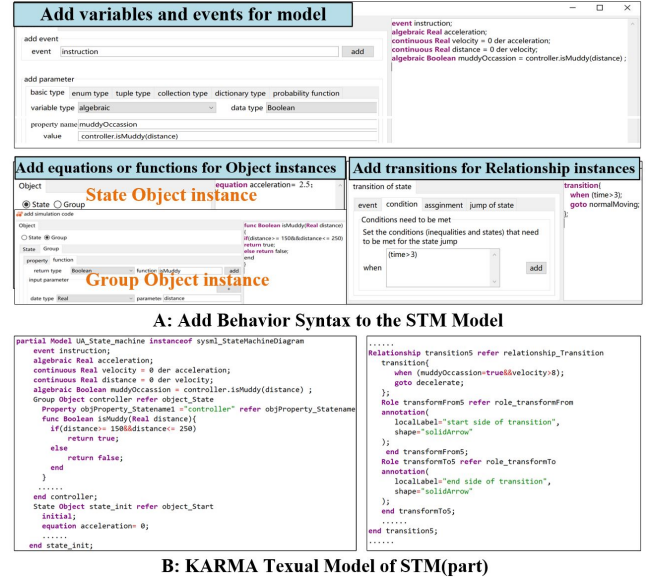 Add variables and events for model
add event
event instruction add
add parameter
basic type enum type tuple type collection type dictionary type probability function
variable type algebraic data type Boolean
property name muddyOccassion
value controller.isMuddy(distance)
event instruction;
algebraic Real acceleration;
continuous Real velocity = 0 der acceleration;
continuous Real distance = 0 der velocity;
algebraic Boolean muddyOccassion = controller.isMuddy(distance) ;
Add equations or functions for Object instances
Object
State Object instance
State Group
equation acceleration= 2.5;
add simulation code
Object
State Group
State Group
property function
return type Boolean function isMuddy add
input parameter
Group Object instance
date type Real parameter distance
func Boolean isMuddy(Real distance)
{
if(distance>= 150&&distance<= 250)
return true;
else return false;
end
}
Add transitions for Relationship instances
transition of state
event condition assginment jump of state
Conditions need to be met
Set the conditions (inequalities and states) that need
to be met for the state jump
when (time>3) add
transition(
when (time>3);
goto normalMoving;
);
A: Add Behavior Syntax to the STM Model
partial Model UA_State_machine instanceof sysml_StateMachineDiagram
event instruction;
algebraic Real acceleration;
continuous Real velocity = 0 der acceleration;
continuous Real distance = 0 der velocity;
algebraic Boolean muddyOccassion = controller.isMuddy(distance) ;
Group Object controller refer object_State
Property objProperty_Statename1 ="controller" refer objProperty_Statename
func Boolean isMuddy(Real distance){
if(distance>= 150&&distance<= 250)
return true;
else
return false;
end
}
......
end controller;
State Object state_init refer object_Start
initial;
equation acceleration= 0;
......
end state_init;
......
Relationship transition5 refer relationship_Transition
transition(
when (muddyOccasion=true&&velocity>8);
goto decelerate;
);
Role transformFrom5 refer role_transformFrom
annotation(
localLabel="start side of transition",
shape="solidArrow"
);
end transformFrom5;
Role transformTo5 refer role_transformTo
annotation(
localLabel="end side of transition",
shape="solidArrow"
);
end transformTo5;
......
end transition5;
......
B: KARMA Texual Model of STM(part)